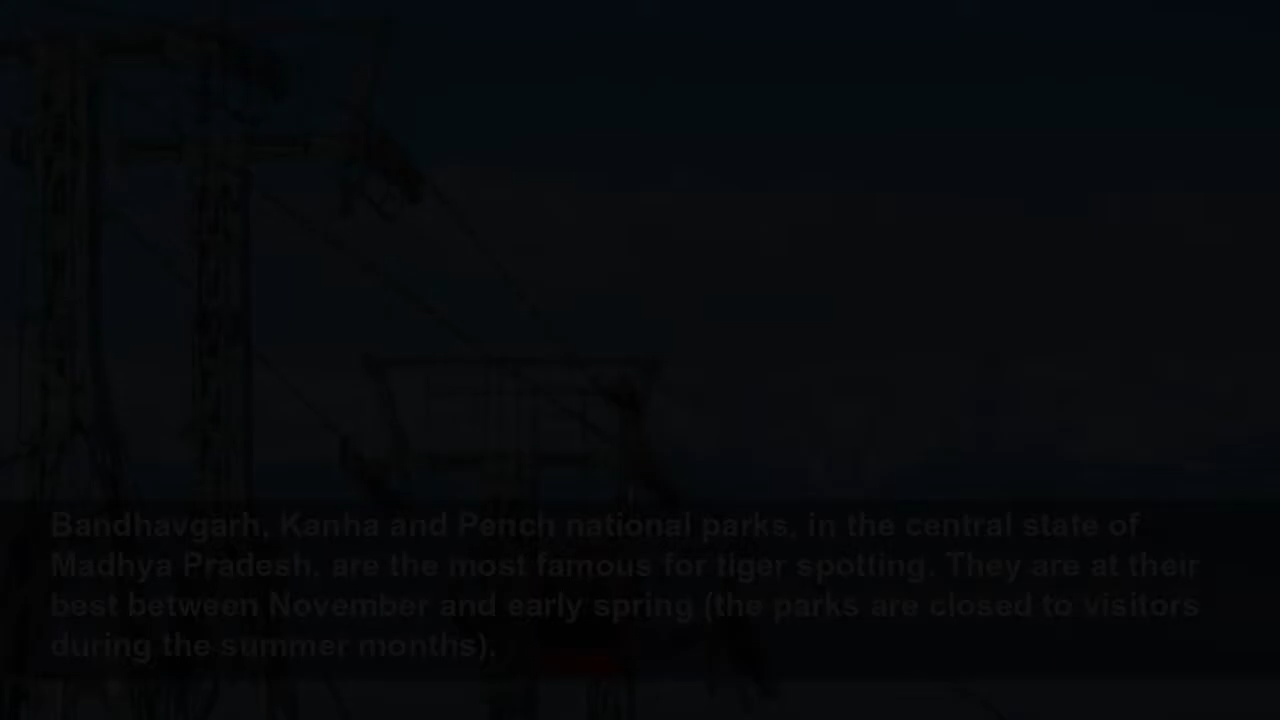 Bandhavgarh, Kanha and Pench national parks, in the central state of
Madhya Pradesh, are the most famous for tiger spotting. They are at their
best between November and early spring (the parks are closed to visitors
during the summer months).